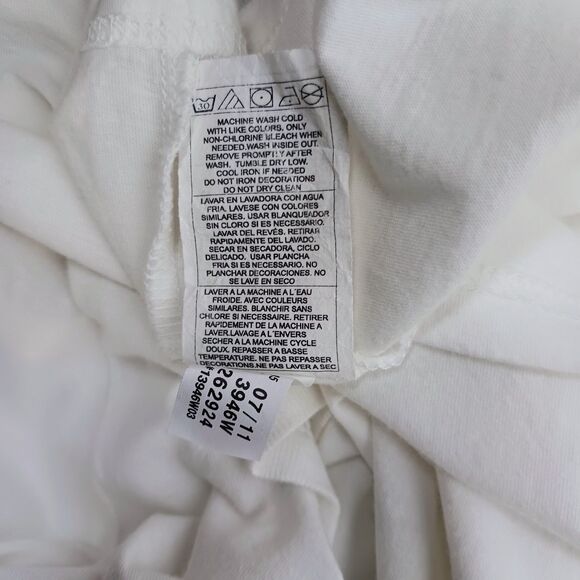 30
MACHINE WASH COLD
WITH LIKE COLORS, ONLY
NON-CHLORINE BLEACH WHEN
NEEDED.WASH INSIDE OUT.
REMOVE PROMPTLY AFTER
WASH. TUMBLE DRY LOW.
COOL IRON IF NEEDED
DO NOT IRON DECORATIONS
DO NOT DRY CLEAN
LAVAR EN LAVADORA CON AGUA
FRIA. LAVESE CON COLORES
SIMILARES. USAR BLANQUEADOR
SIN CLORO SI ES NECESSARIO.
LAVAR DEL REVÉS. RETIRAR
RAPIDAMENTE DEL LAVADO.
SECAR EN SECADORA, CICLO
DELICADO. USAR PLANCHA
FRIA SI ES NECESSARIO. NO
PLANCHAR DECORACIONES. NO
SE LAVE EN SECO
LAVER A LA MACHINE A L'EAU
FROIDE. AVEC COULEURS
SIMILARES. BLANCHIR SANS
CHLORE SI NECESSAIRE. RETIRER
RAPIDEMENT DE LA MACHINE A
LAVER.LAVAGE A L'ENVERS
SECHER A LA MACHINE CYCLE
DOUX. REPASSER A BASSE
TEMPERATURE. NE PAS REPASSER
DECORATIONS.NE PAS LAVER A SEC
07/11
3946W
262924
#13946W03